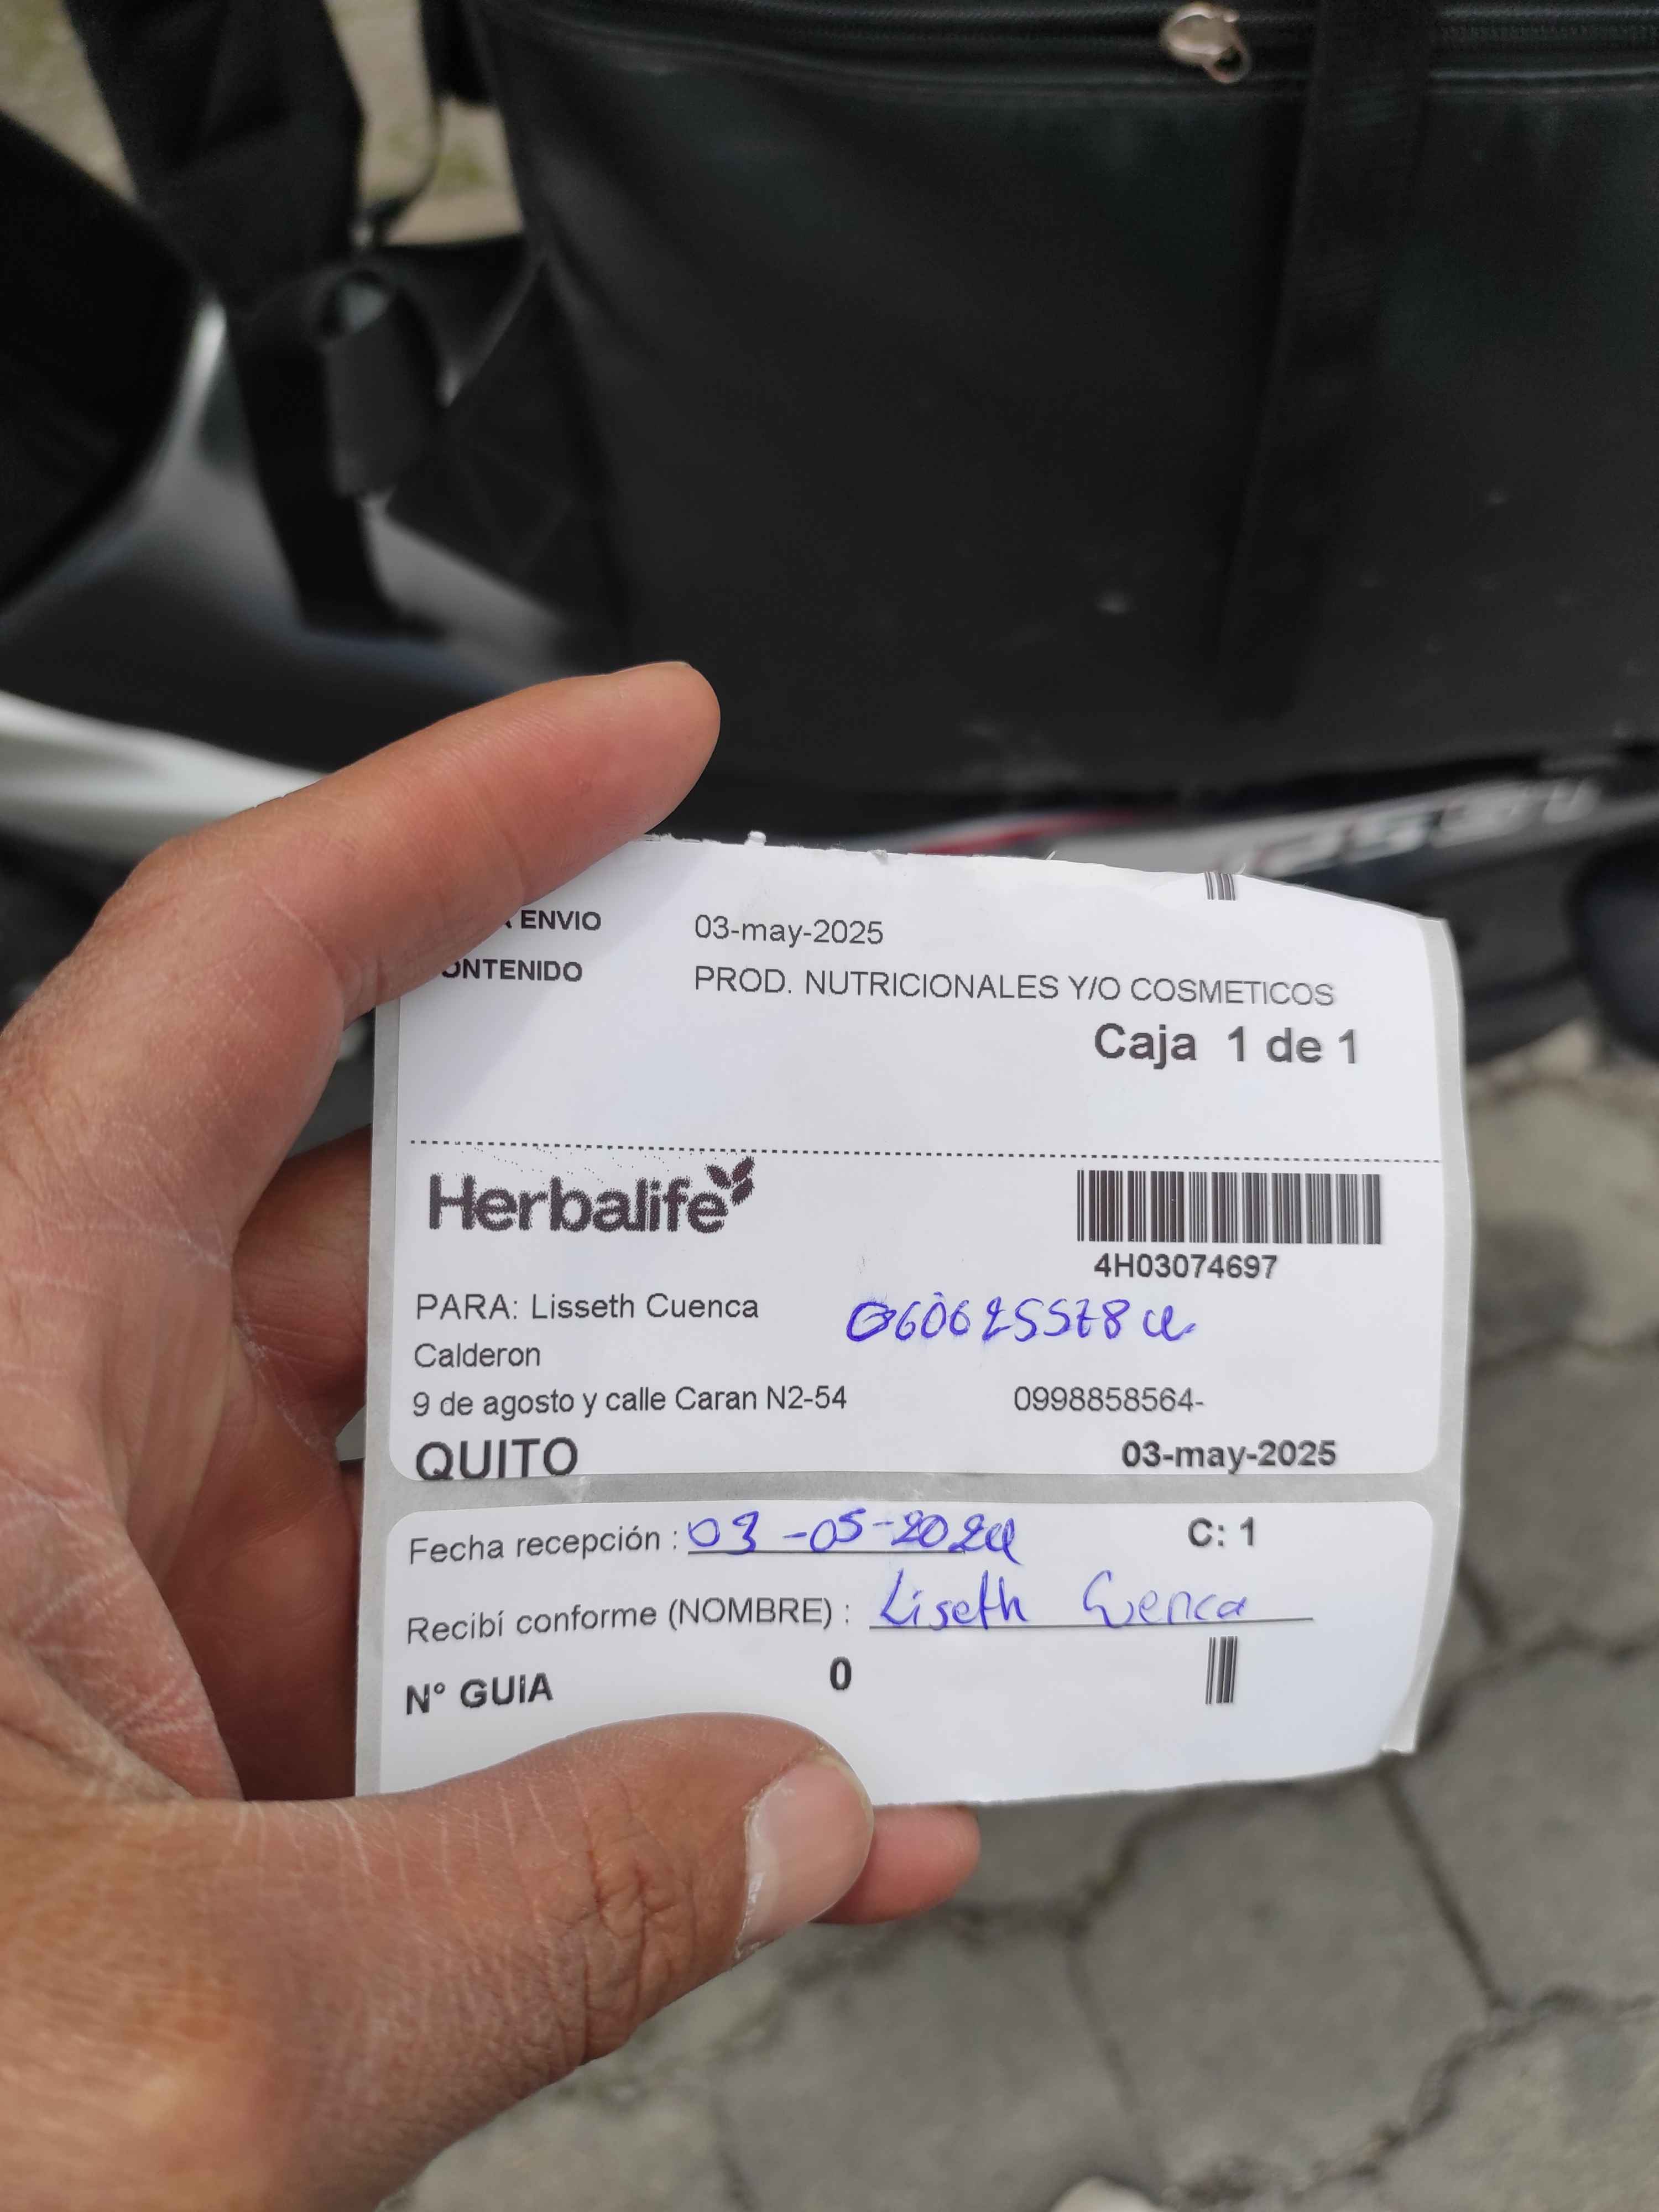 ENVIO 03-may-2025
ONTENIDO PROD. NUTRICIONALES Y/O COSMETICOS
Caja 1 de 1
Herbalife
4H03074697
PARA: Lisseth Cuenca
Calderon
9 de agosto y calle Caran N2-54 0998858564-
QUITO 03-may-2025
Fecha recepción : 03-05-2024 C: 1
Recibí conforme (NOMBRE) : Liseth Cuenca
N° GUIA 0